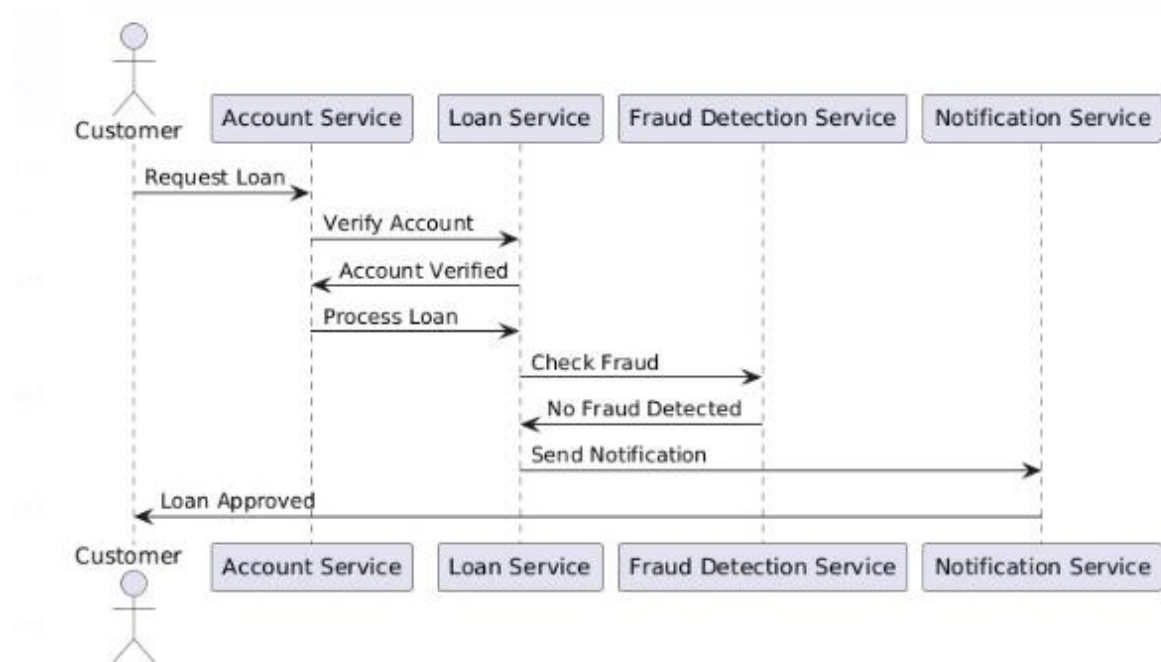 Customer
Account Service
Loan Service
Fraud Detection Service
Notification Service
Request Loan
Verify Account
Account Verified
Process Loan
Check Fraud
No Fraud Detected
Send Notification
Loan Approved
Customer
Account Service
Loan Service
Fraud Detection Service
Notification Service